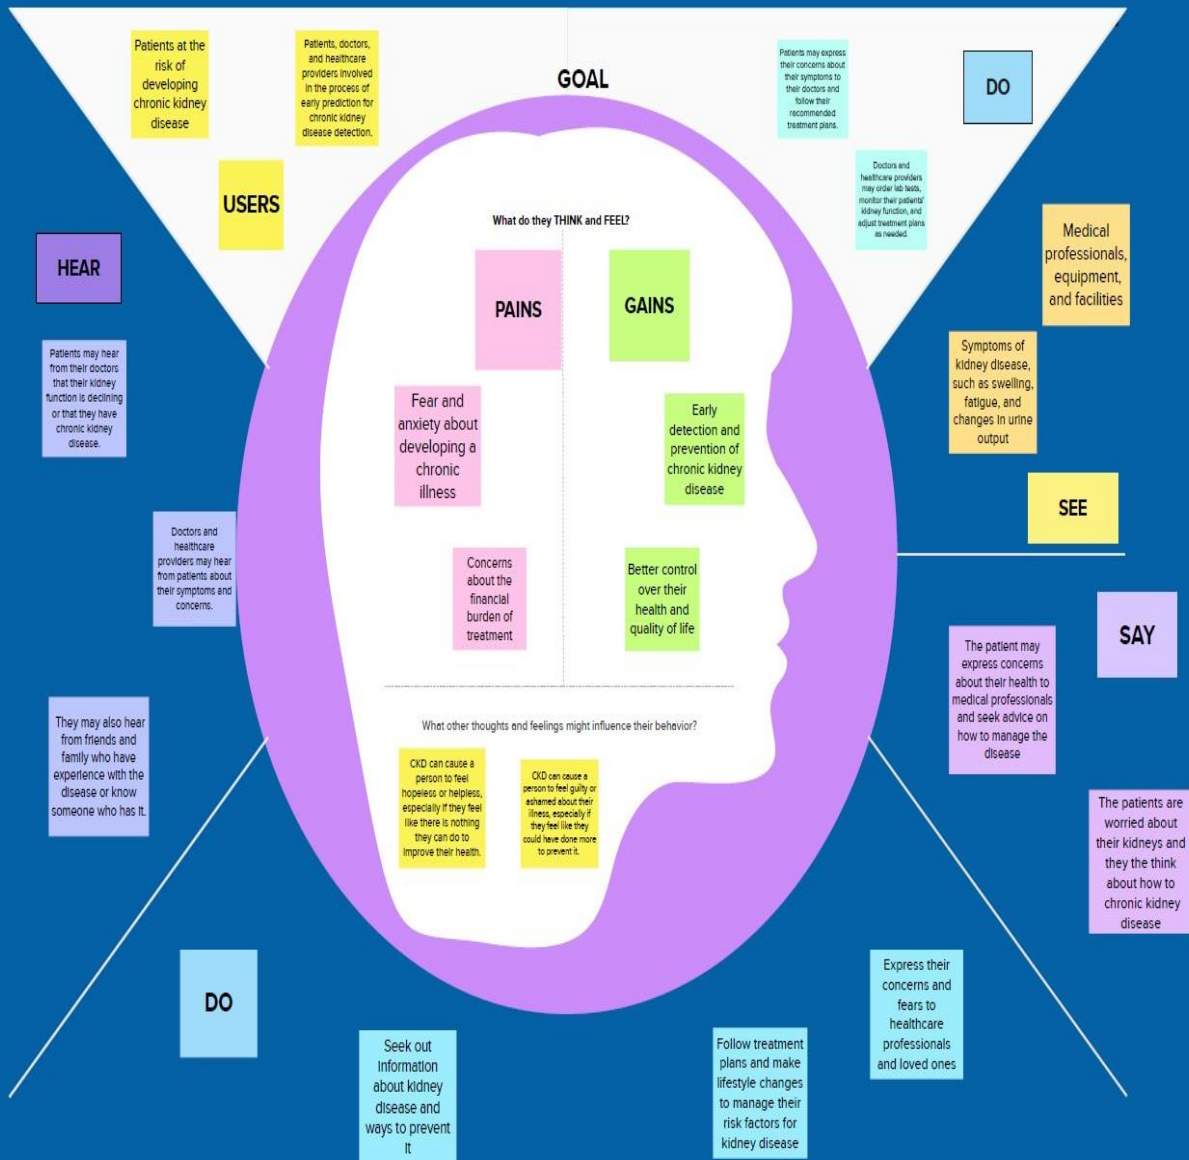 GOAL
Patients at the
risk of
developing
chronic kidney
disease
Patients, doctors,
and healthcare
providers involved
in the process of
early prediction for
chronic kidney
disease detection.
USERS
Patients may express
their concerns about
their symptoms to
their doctors and
follow their
recommended
treatment plans.
DO
Doctors and
healthcare providers
may order lab tests,
monitor their patients'
kidney function, and
adjust treatment plans
as needed.
HEAR
Patients may hear
from their doctors
that their kidney
function is declining
or that they have
chronic kidney
disease.
Doctors and
healthcare
providers may hear
from patients about
their symptoms and
concerns.
They may also hear
from friends and
family who have
experience with the
disease or know
someone who has it.
What do they THINK and FEEL?
PAINS
Fear and
anxiety about
developing a
chronic
illness
Concerns
about the
financial
burden of
treatment
GAINS
Early
detection and
prevention of
chronic kidney
disease
Better control
over their
health and
quality of life
What other thoughts and feelings might influence their behavior?
CKD can cause a
person to feel
hopeless or helpless,
especially if they feel
like there is nothing
they can do to
improve their health.
CKD can cause a
person to feel guilty or
ashamed about their
illness, especially if
they feel like they
could have done more
to prevent it.
Medical
professionals,
equipment,
and facilities
Symptoms of
kidney disease,
such as swelling,
fatigue, and
changes in urine
output
SEE
SAY
The patient may
express concerns
about their health to
medical professionals
and seek advice on
how to manage the
disease
The patients are
worried about
their kidneys and
they the think
about how to
chronic kidney
disease
DO
Seek out
information
about kidney
disease and
ways to prevent
it
Follow treatment
plans and make
lifestyle changes
to manage their
risk factors for
kidney disease
Express their
concerns and
fears to
healthcare
professionals
and loved ones